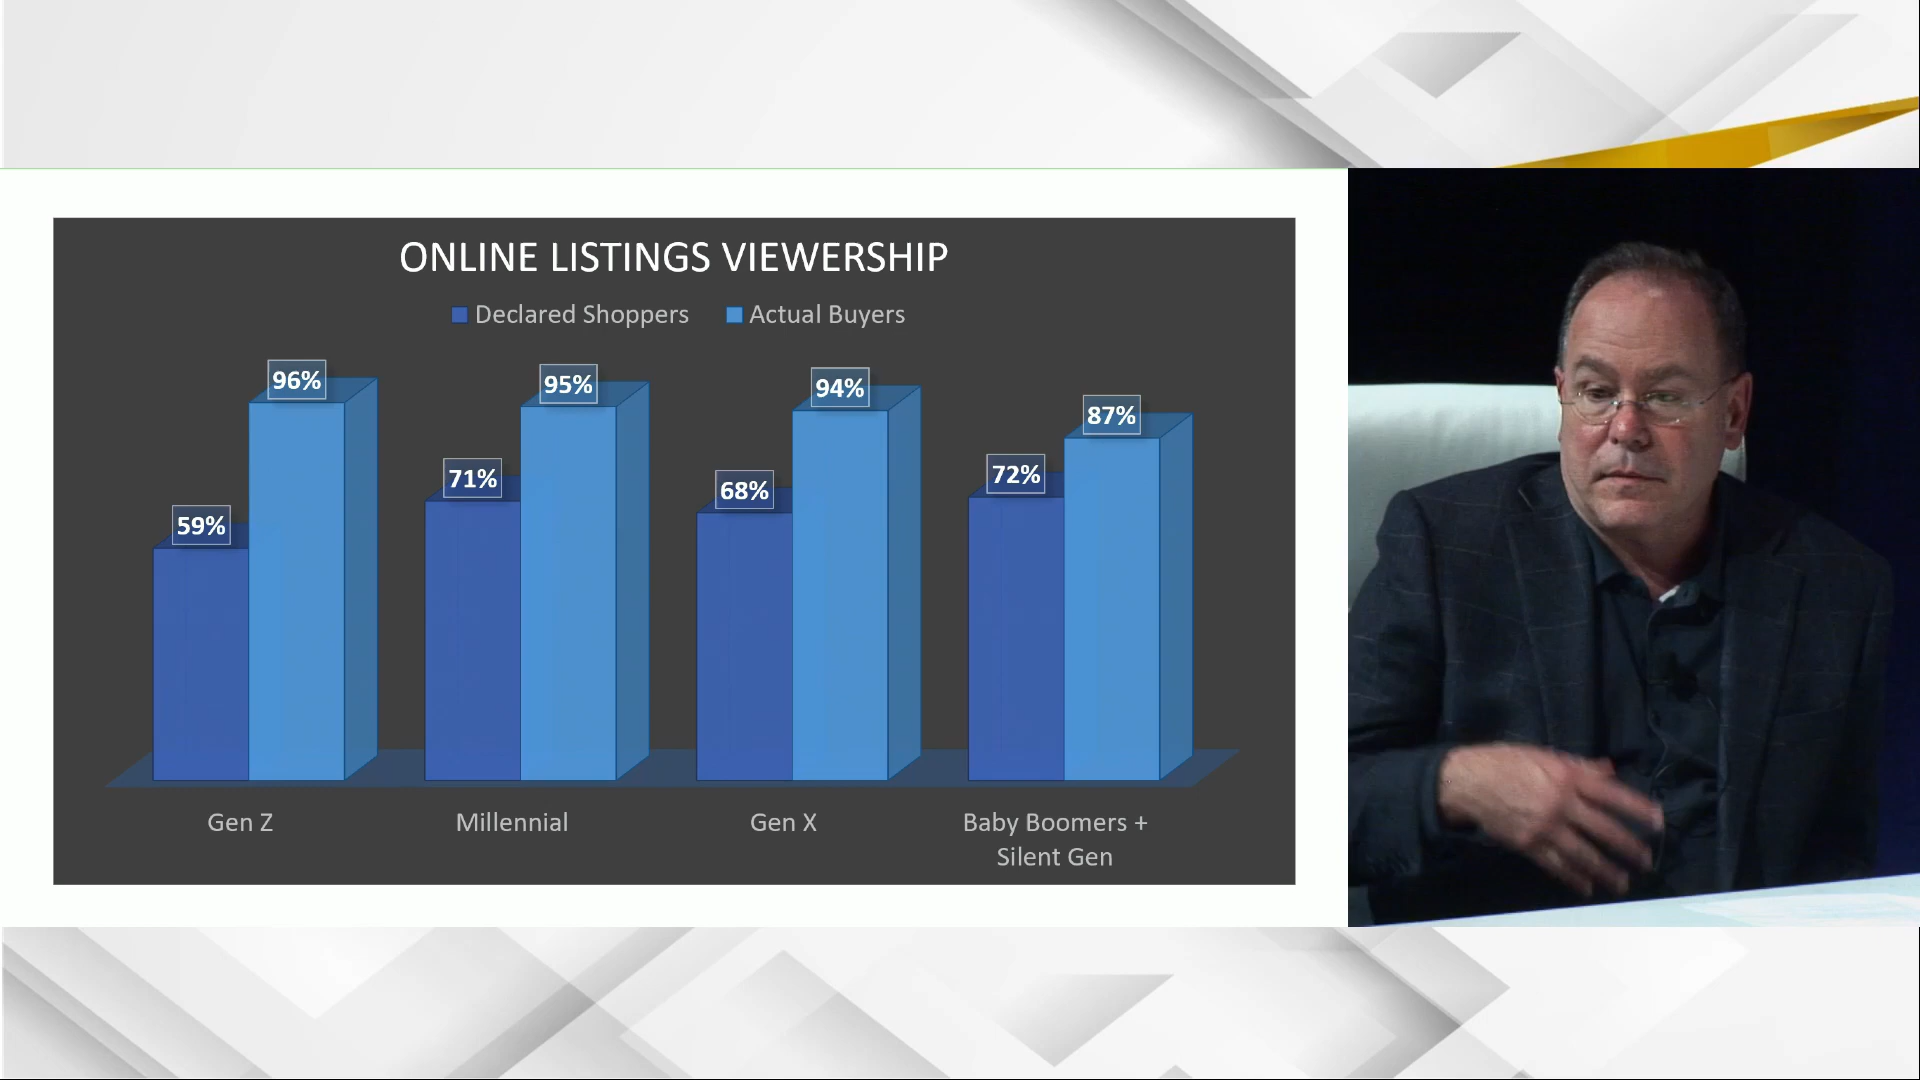 ONLINE LISTINGS VIEWERSHIP
Declared Shoppers Actual Buyers
59% 96% 71% 95% 68% 94% 72% 87%
Gen Z Millennial Gen X Baby Boomers +
Silent Gen